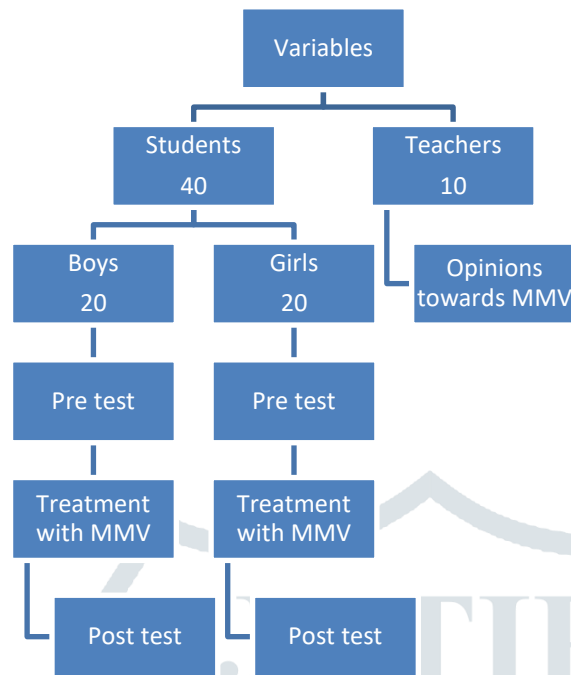 Variables
Students
40
Teachers
10
Boys
20
Girls
20
Opinions
towards MMV
Pre test
Pre test
Treatment
with MMV
Treatment
with MMV
Post test
Post test